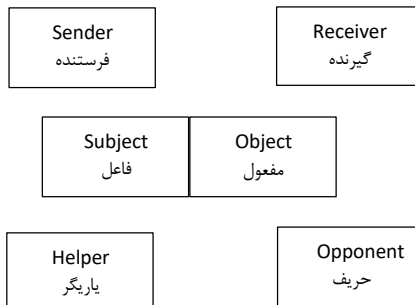 Sender
فرستنده
Receiver
گیرنده
Subject
فاعل
Object
مفعول
Helper
یاریگر
Opponent
حریف